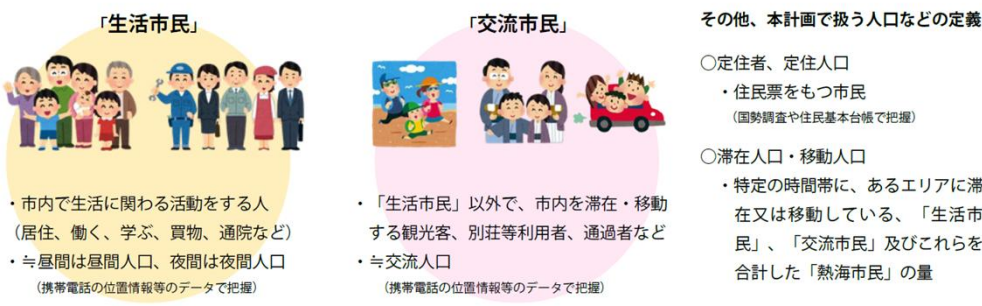 「生活市民」
・市内で生活に関わる活動をする人
（居住、働く、学ぶ、買物、通院など）
・≒昼間は昼間人口、夜間は夜間人口
（携帯電話の位置情報等のデータで把握）
「交流市民」
・「生活市民」以外で、市内を滞在・移動
する観光客、別荘等利用者、通過者など
・≒交流人口
（携帯電話の位置情報等のデータで把握）
その他、本計画で扱う人口などの定義
○定住者、定住人口
・住民票をもつ市民
（国勢調査や住民基本台帳で把握）
○滞在人口・移動人口
・特定の時間帯に、あるエリアに滞
在又は移動している、「生活市
民」、「交流市民」及びこれらを
合計した「熱海市民」の量